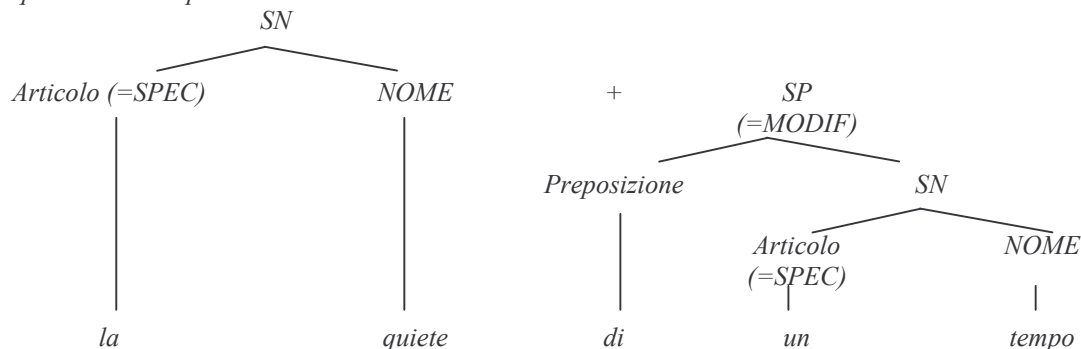 SN
Articolo (=SPEC) NOME + SP
(=MODIF)
Preposizione SN
Articolo NOME
(=SPEC)
la quiete di un tempo